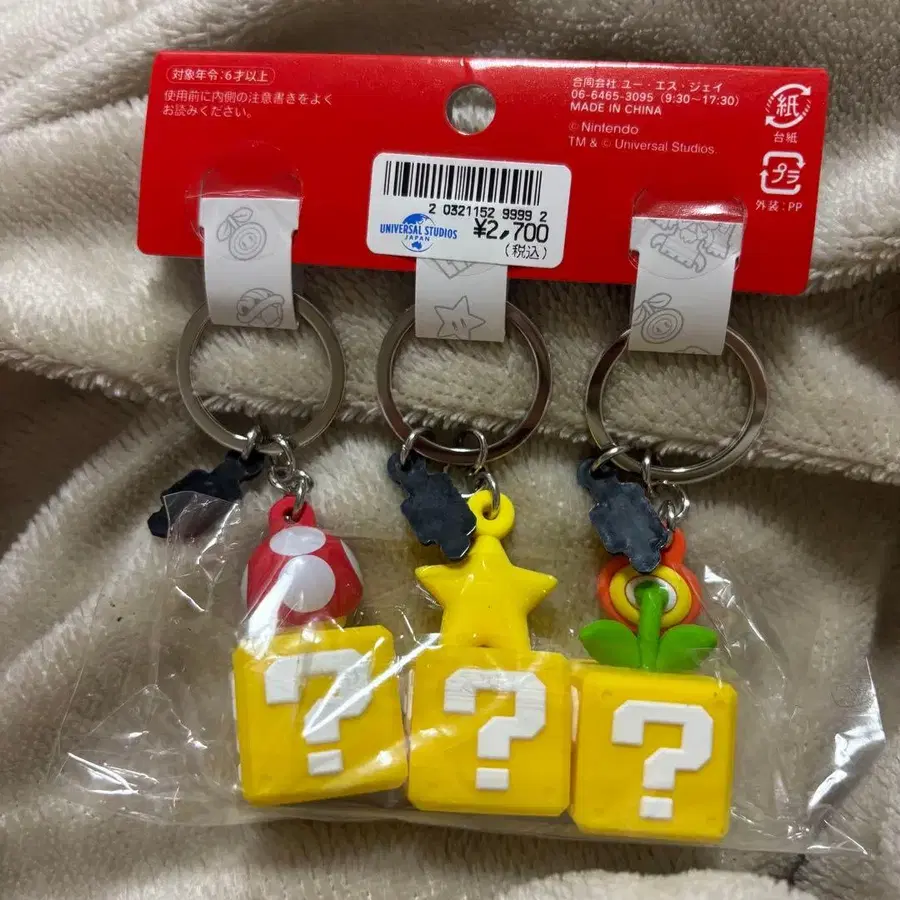 対象年令:6才以上
使用前に内側の注意書きをよく
お読みください。
合同会社 ユー・エス・ジェイ
06-6465-3095 (9:30～17:30)
MADE IN CHINA
© Nintendo
TM & © Universal Studios.
紙
台紙
プラ
外装:PP
2 0321152 9999 2
UNIVERSAL STUDIOS
JAPAN
¥2,700
(税込)
?
?
?